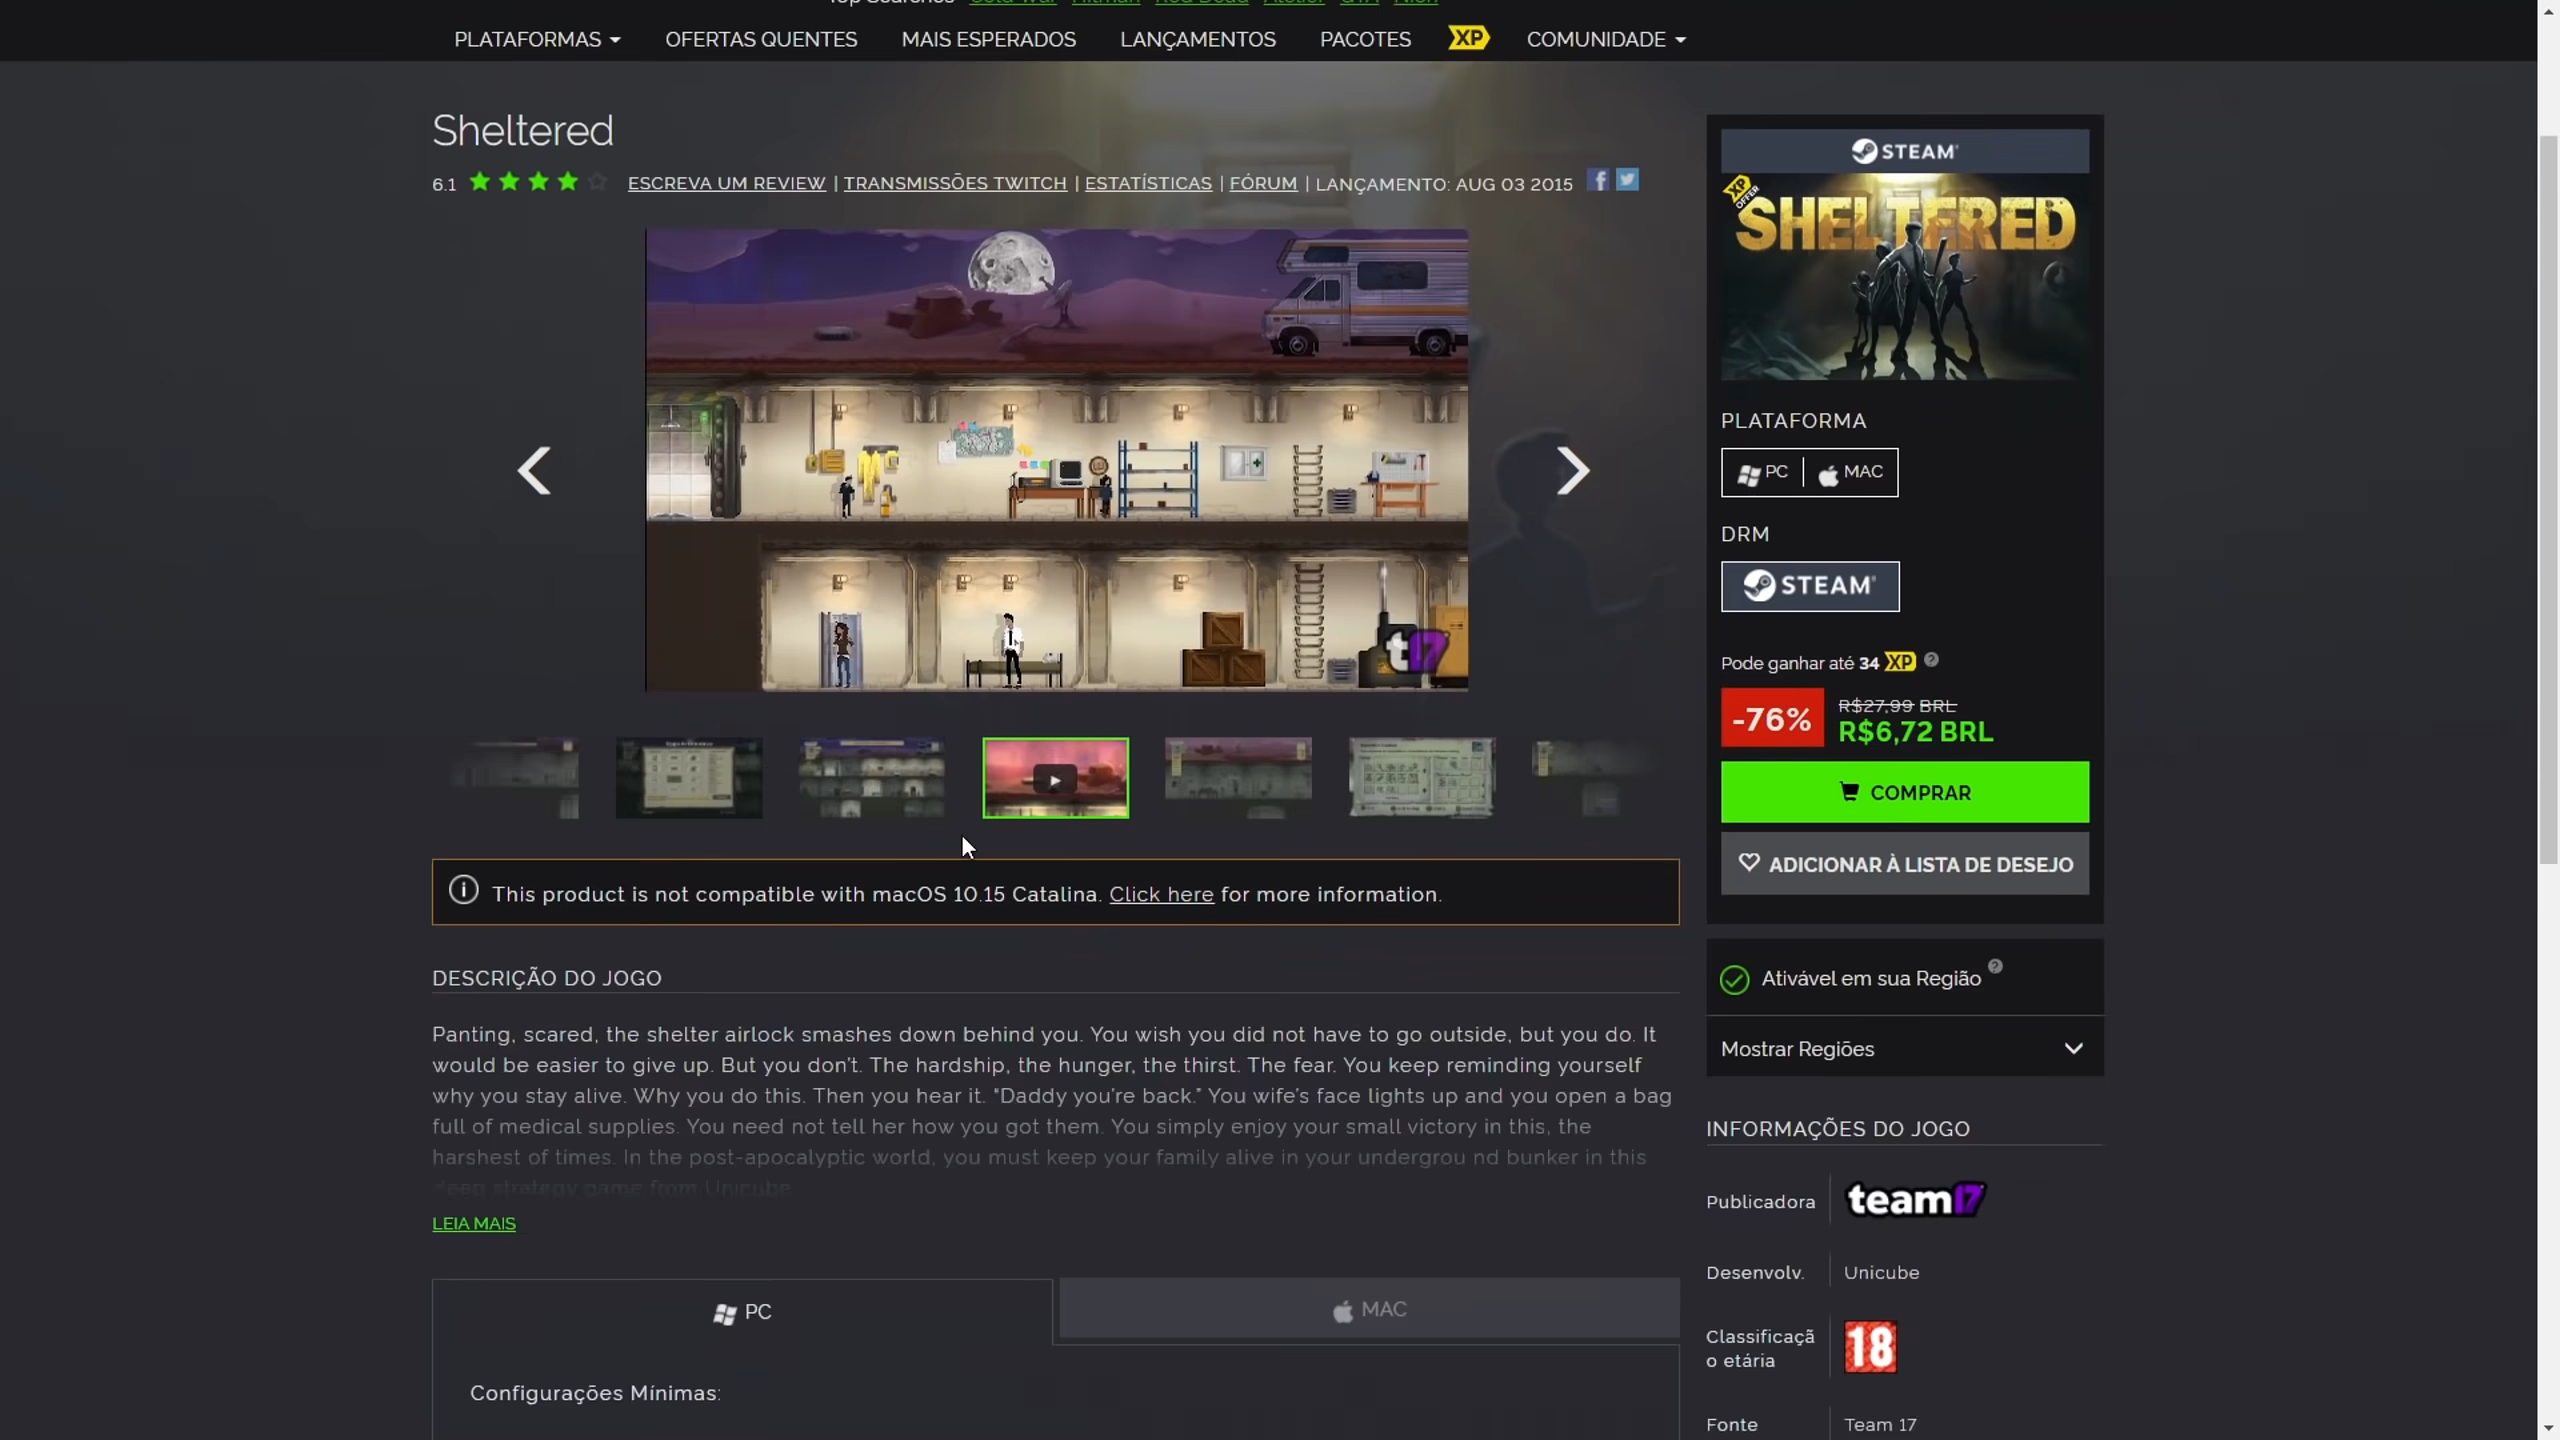 PLATAFORMAS OFERTAS QUENTES MAIS ESPERADOS LANÇAMENTOS PACOTES XP COMUNIDADE
Sheltered
6.1 ESCREVA UM REVIEW | TRANSMISSÕES TWITCH | ESTATÍSTICAS | FÓRUM | LANÇAMENTO: AUG 03 2015
t17
This product is not compatible with macOS 10.15 Catalina. Click here for more information.
DESCRIÇÃO DO JOGO
Panting, scared, the shelter airlock smashes down behind you. You wish you did not have to go outside, but you do. It
would be easier to give up. But you don't. The hardship, the hunger, the thirst. The fear. You keep reminding yourself
why you stay alive. Why you do this. Then you hear it. "Daddy you're back." You wife's face lights up and you open a bag
full of medical supplies. You need not tell her how you got them. You simply enjoy your small victory in this, the
harshest of times. In the post-apocalyptic world, you must keep your family alive in your undergrou nd bunker in this
deep strategy game from Unicube
LEIA MAIS
PC MAC
Configurações Mínimas:
STEAM
XP OFFER
SHELTERED
PLATAFORMA
PC MAC
DRM
STEAM
Pode ganhar até 34 XP ?
-76% R$27,99 BRL
R$6,72 BRL
COMPRAR
ADICIONAR À LISTA DE DESEJO
Ativável em sua Região ?
Mostrar Regiões
INFORMAÇÕES DO JOGO
Publicadora team17
Desenvolv. Unicube
Classificaçã
o etária 18
Fonte Team 17